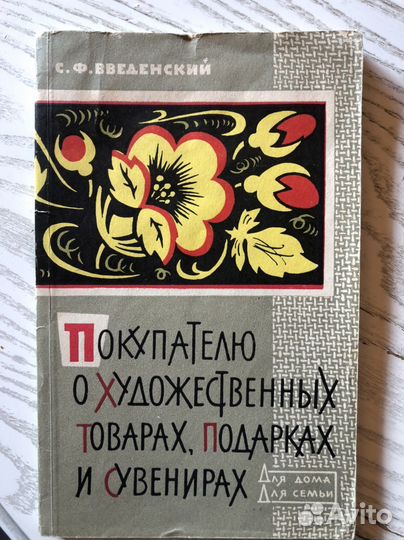 С. Ф. ВВЕДЕНСКИЙ
ПОКУПАТЕЛЮ
О ХУДОЖЕСТВЕННЫХ
ТОВАРАХ, ПОДАРКАХ
И СУВЕНИРАХ
Для дома
Для семьи
Avito